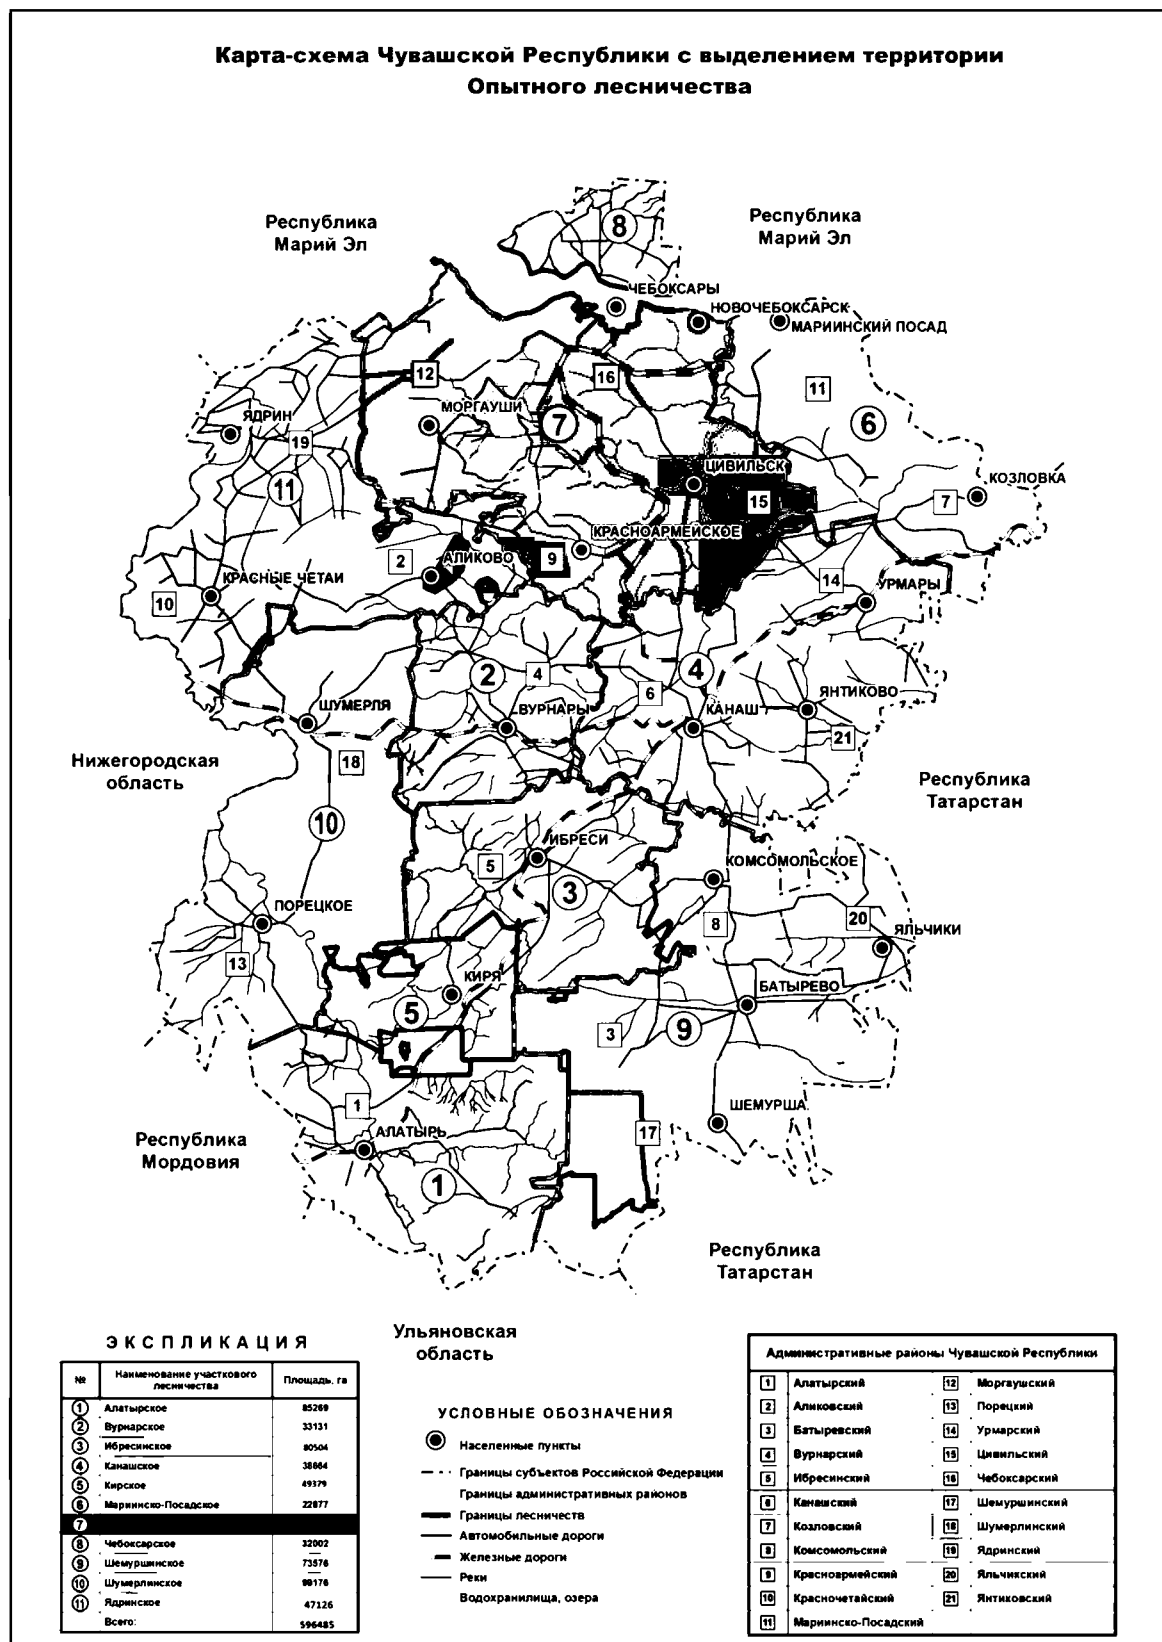 Карта-схема Чувашской Республики с выделением территории
Опытного лесничества
Республика
Марий Эл
Республика
Марий Эл
8
ЧЕБОКСАРЫ
НОВОЧЕБОКСАРСК
МАРИИНСКИЙ ПОСАД
12
16
11
МОРГАУШИ
7
6
ЯДРИН
19
11
ЦИВИЛЬСК
15
КОЗЛОВКА
7
КРАСНОАРМЕЙСКОЕ
2
АЛИКОВО
9
КРАСНЫЕ ЧЕТАИ
10
14
УРМАРЫ
2
4
4
6
ЯНТИКОВО
ШУМЕРЛЯ
ВУРНАРЫ
КАНАШ
21
18
Нижегородская
область
Республика
Татарстан
10
ИБРЕСИ
5
3
КОМСОМОЛЬСКОЕ
ПОРЕЦКОЕ
8
20
ЯЛЬЧИКИ
13
КИРЯ
5
БАТЫРЕВО
3
9
1
ШЕМУРША
17
АЛАТЫРЬ
1
Республика
Мордовия
Республика
Татарстан
Ульяновская
область
ЭКСПЛИКАЦИЯ
№ Наименование участкового лесничества Площадь, га
1 Алатырское 85269
2 Вурнарское 33131
3 Ибресинское 80504
4 Канашское 38664
5 Кирское 49379
6 Мариинско-Посадское 22877
7
8 Чебоксарское 32002
9 Шемуршинское 73576
10 Шумерлинское
11 Ядринское 47126
Всего: 596485
УСЛОВНЫЕ ОБОЗНАЧЕНИЯ
Населенные пункты
Границы субъектов Российской Федерации
Границы административных районов
Границы лесничеств
Автомобильные дороги
Железные дороги
Реки
Водохранилища, озера
Административные районы Чувашской Республики
1 Алатырский 12 Моргаушский
2 Аликовский 13 Порецкий
3 Батыревский 14 Урмарский
4 Вурнарский 15 Цивильский
5 Ибресинский 16 Чебоксарский
6 Канашский 17 Шемуршинский
7 Козловский 18 Шумерлинский
8 Комсомольский 19 Ядринский
9 Красноармейский 20 Яльчикский
10 Красночетайский 21 Янтиковский
11 Мариинско-Посадский